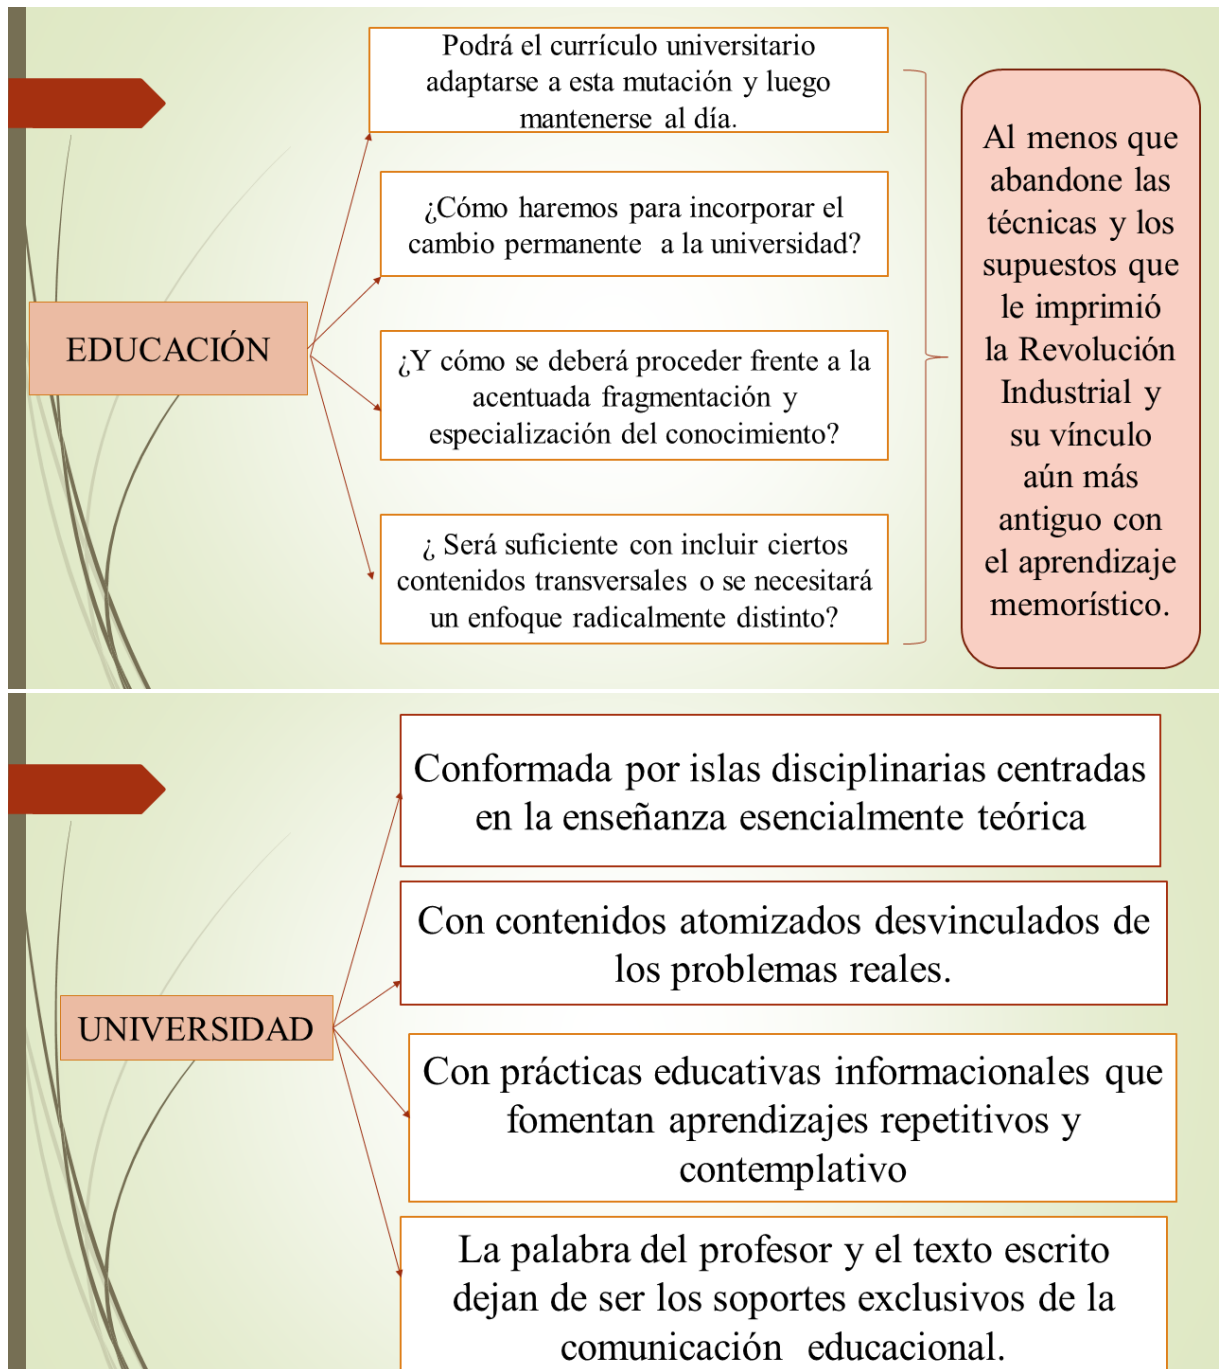 Podrá el currículo universitario
adaptarse a esta mutación y luego
mantenerse al día.
¿Cómo haremos para incorporar el
cambio permanente a la universidad?
EDUCACIÓN
¿Y cómo se deberá proceder frente a la
acentuada fragmentación y
especialización del conocimiento?
¿ Será suficiente con incluir ciertos
contenidos transversales o se necesitará
un enfoque radicalmente distinto?
Al menos que
abandone las
técnicas y los
supuestos que
le imprimió
la Revolución
Industrial y
su vínculo
aún más
antiguo con
el aprendizaje
memorístico.
Conformada por islas disciplinarias centradas
en la enseñanza esencialmente teórica
Con contenidos atomizados desvinculados de
los problemas reales.
UNIVERSIDAD
Con prácticas educativas informacionales que
fomentan aprendizajes repetitivos y
contemplativo
La palabra del profesor y el texto escrito
dejan de ser los soportes exclusivos de la
comunicación educacional.